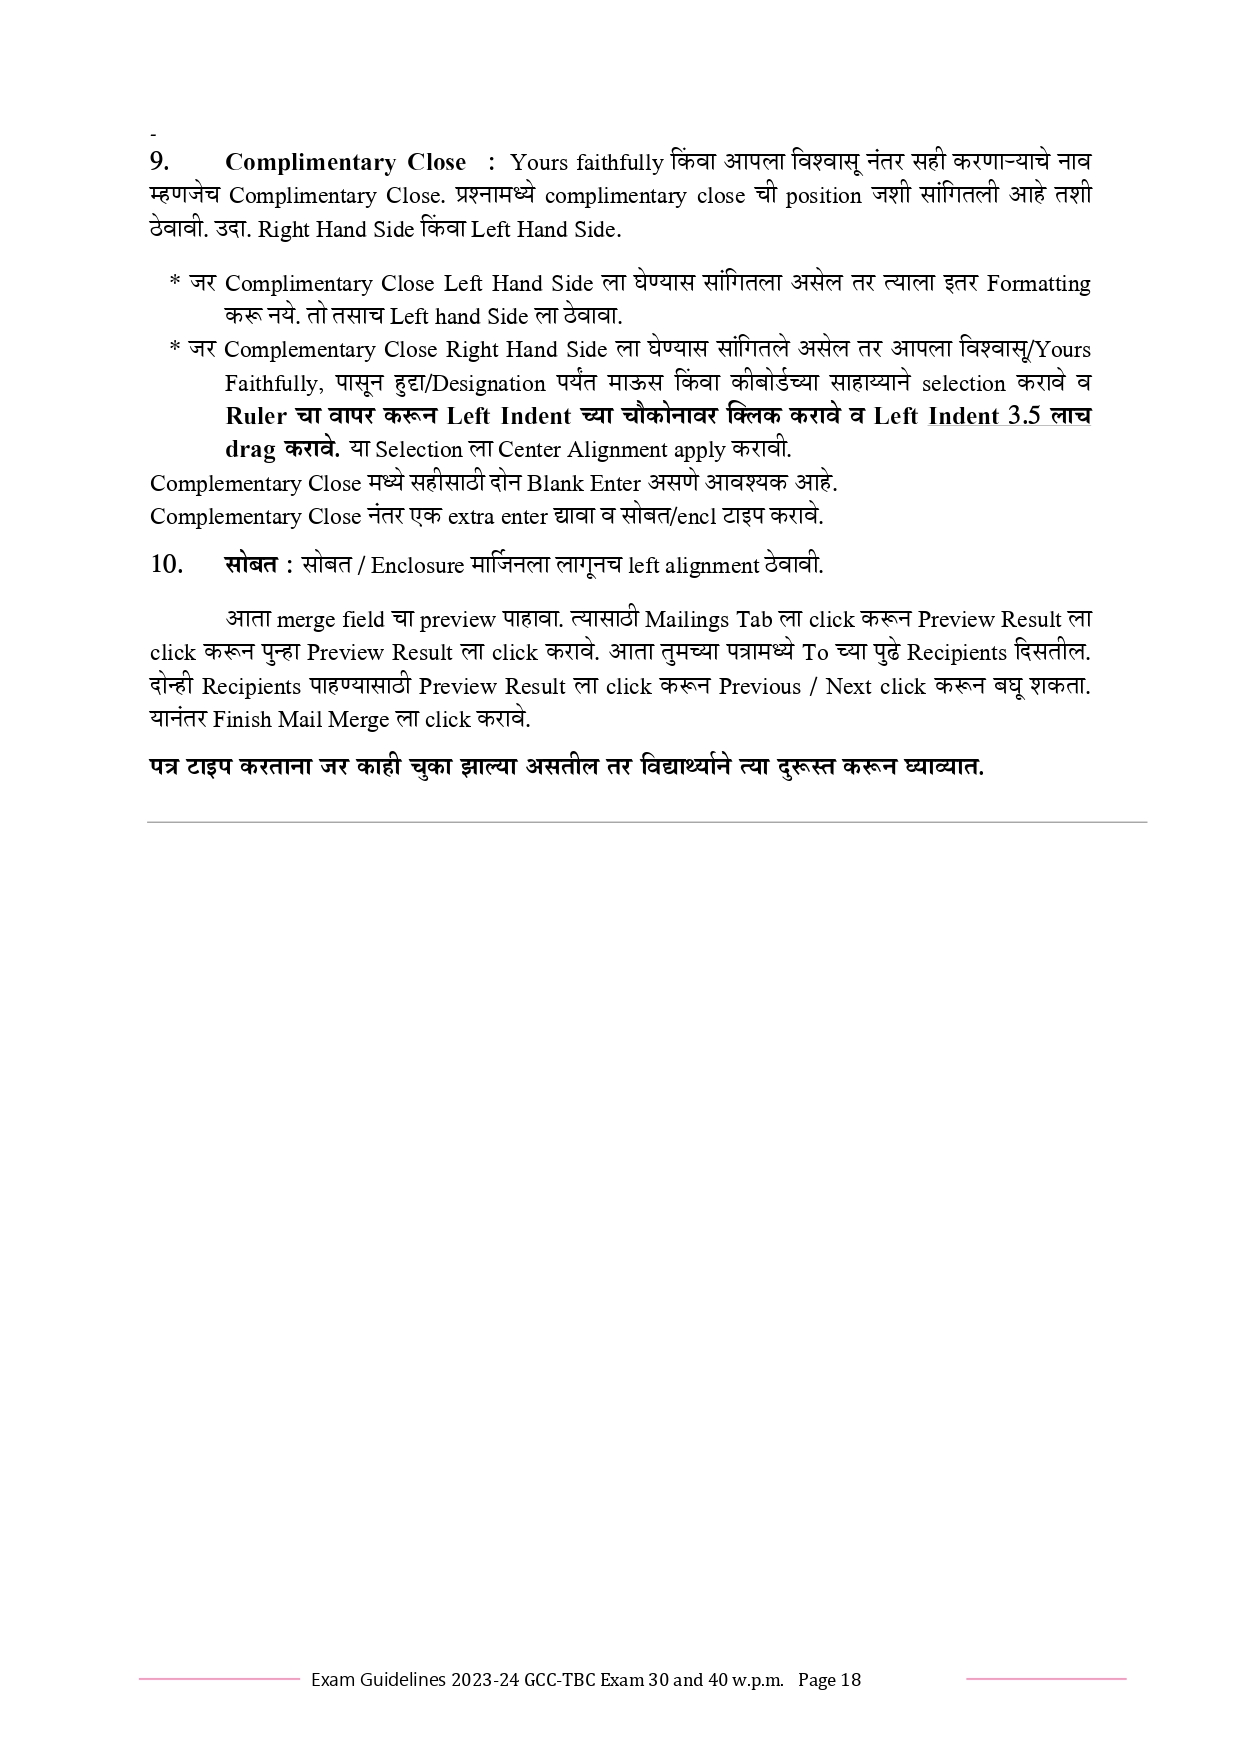 -
9. Complimentary Close : Yours faithfully किंवा आपला विश्वासू नंतर सही करणाऱ्याचे नाव
म्हणजेच Complimentary Close. प्रश्नामध्ये complimentary close ची position जशी सांगितली आहे तशी
ठेवावी. उदा. Right Hand Side किंवा Left Hand Side.
* जर Complimentary Close Left Hand Side ला घेण्यास सांगितला असेल तर त्याला इतर Formatting
करू नये. तो तसाच Left hand Side ला ठेवावा.
* जर Complementary Close Right Hand Side ला घेण्यास सांगितले असेल तर आपला विश्वासू/Yours
Faithfully, पासून हुद्दा/Designation पर्यंत माऊस किंवा कीबोर्डच्या साहाय्याने selection करावे व
Ruler चा वापर करून Left Indent च्या चौकोनावर क्लिक करावे व Left Indent 3.5 लाच
drag करावे. या Selection ला Center Alignment apply करावी.
Complementary Close मध्ये सहीसाठी दोन Blank Enter असणे आवश्यक आहे.
Complementary Close नंतर एक extra enter द्यावा व सोबत/encl टाइप करावे.
10. सोबत : सोबत / Enclosure मार्जिनला लागूनच left alignment ठेवावी.
आता merge field चा preview पाहावा. त्यासाठी Mailings Tab ला click करून Preview Result ला
click करून पुन्हा Preview Result ला click करावे. आता तुमच्या पत्रामध्ये To च्या पुढे Recipients दिसतील.
दोन्ही Recipients पाहण्यासाठी Preview Result ला click करून Previous / Next click करून बघू शकता.
यानंतर Finish Mail Merge ला click करावे.
पत्र टाइप करताना जर काही चुका झाल्या असतील तर विद्यार्थ्याने त्या दुरूस्त करून घ्याव्यात.
Exam Guidelines 2023-24 GCC-TBC Exam 30 and 40 w.p.m. Page 18